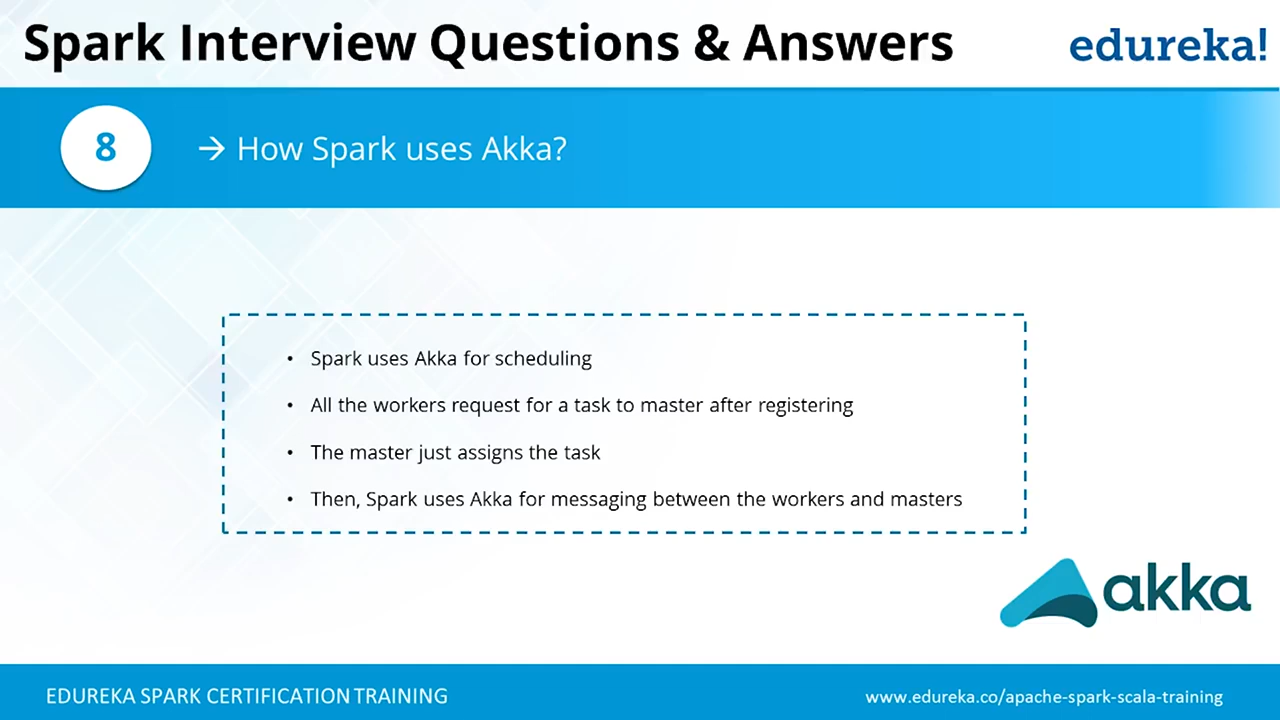 Spark Interview Questions & Answers
edureka!
8
→ How Spark uses Akka?
• Spark uses Akka for scheduling
• All the workers request for a task to master after registering
• The master just assigns the task
• Then, Spark uses Akka for messaging between the workers and masters
akka
EDUREKA SPARK CERTIFICATION TRAINING
www.edureka.co/apache-spark-scala-training